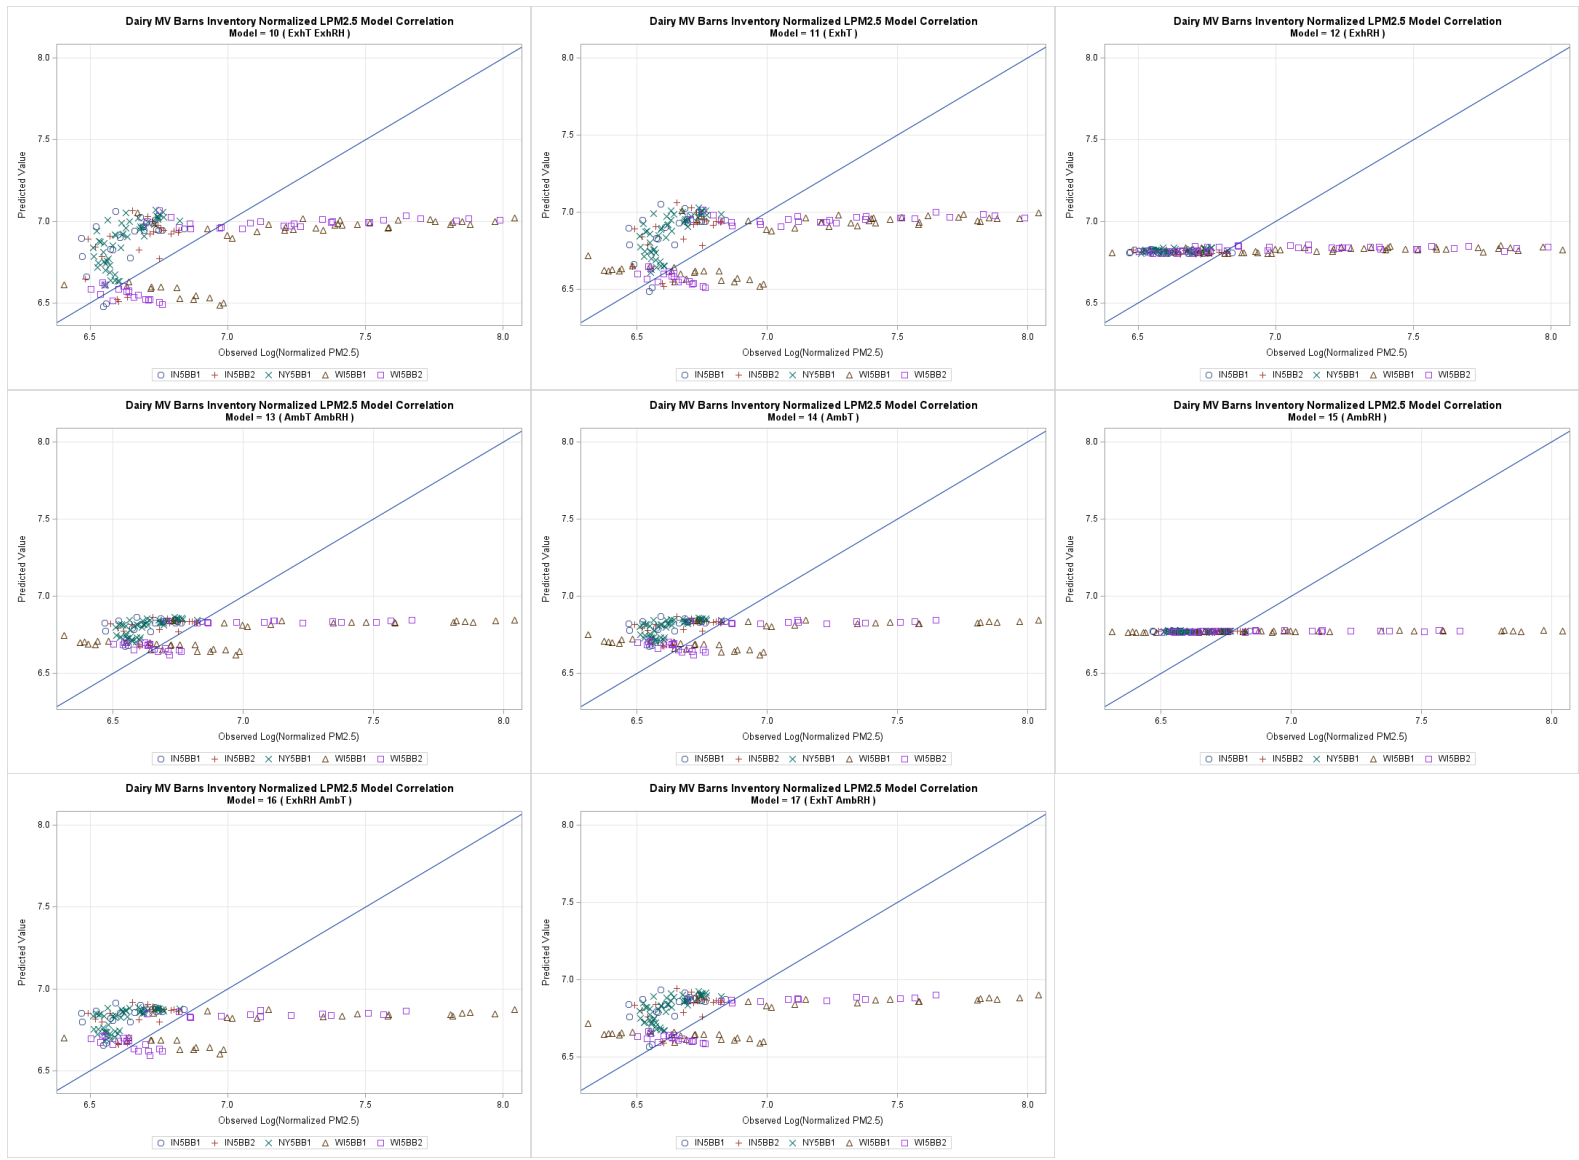 Dairy MV Barns Inventory Normalized LPM2.5 Model Correlation
Model = 10 ( ExhT ExhRH )
8.0
7.5
7.0
6.5
Predicted Value
6.5 7.0 7.5 8.0
Observed Log(Normalized PM2.5)
IN5BB1 IN5BB2 NY5BB1 WI5BB1 WI5BB2
Dairy MV Barns Inventory Normalized LPM2.5 Model Correlation
Model = 11 ( ExhT )
8.0
7.5
7.0
6.5
Predicted Value
6.5 7.0 7.5 8.0
Observed Log(Normalized PM2.5)
IN5BB1 IN5BB2 NY5BB1 WI5BB1 WI5BB2
Dairy MV Barns Inventory Normalized LPM2.5 Model Correlation
Model = 12 ( ExhRH )
8.0
7.5
7.0
6.5
Predicted Value
6.5 7.0 7.5 8.0
Observed Log(Normalized PM2.5)
IN5BB1 IN5BB2 NY5BB1 WI5BB1 WI5BB2
Dairy MV Barns Inventory Normalized LPM2.5 Model Correlation
Model = 13 ( AmbT AmbRH )
8.0
7.5
7.0
6.5
Predicted Value
6.5 7.0 7.5 8.0
Observed Log(Normalized PM2.5)
IN5BB1 IN5BB2 NY5BB1 WI5BB1 WI5BB2
Dairy MV Barns Inventory Normalized LPM2.5 Model Correlation
Model = 14 ( AmbT )
8.0
7.5
7.0
6.5
Predicted Value
6.5 7.0 7.5 8.0
Observed Log(Normalized PM2.5)
IN5BB1 IN5BB2 NY5BB1 WI5BB1 WI5BB2
Dairy MV Barns Inventory Normalized LPM2.5 Model Correlation
Model = 15 ( AmbRH )
8.0
7.5
7.0
6.5
Predicted Value
6.5 7.0 7.5 8.0
Observed Log(Normalized PM2.5)
IN5BB1 IN5BB2 NY5BB1 WI5BB1 WI5BB2
Dairy MV Barns Inventory Normalized LPM2.5 Model Correlation
Model = 16 ( ExhRH AmbT )
8.0
7.5
7.0
6.5
Predicted Value
6.5 7.0 7.5 8.0
Observed Log(Normalized PM2.5)
IN5BB1 IN5BB2 NY5BB1 WI5BB1 WI5BB2
Dairy MV Barns Inventory Normalized LPM2.5 Model Correlation
Model = 17 ( ExhT AmbRH )
8.0
7.5
7.0
6.5
Predicted Value
6.5 7.0 7.5 8.0
Observed Log(Normalized PM2.5)
IN5BB1 IN5BB2 NY5BB1 WI5BB1 WI5BB2